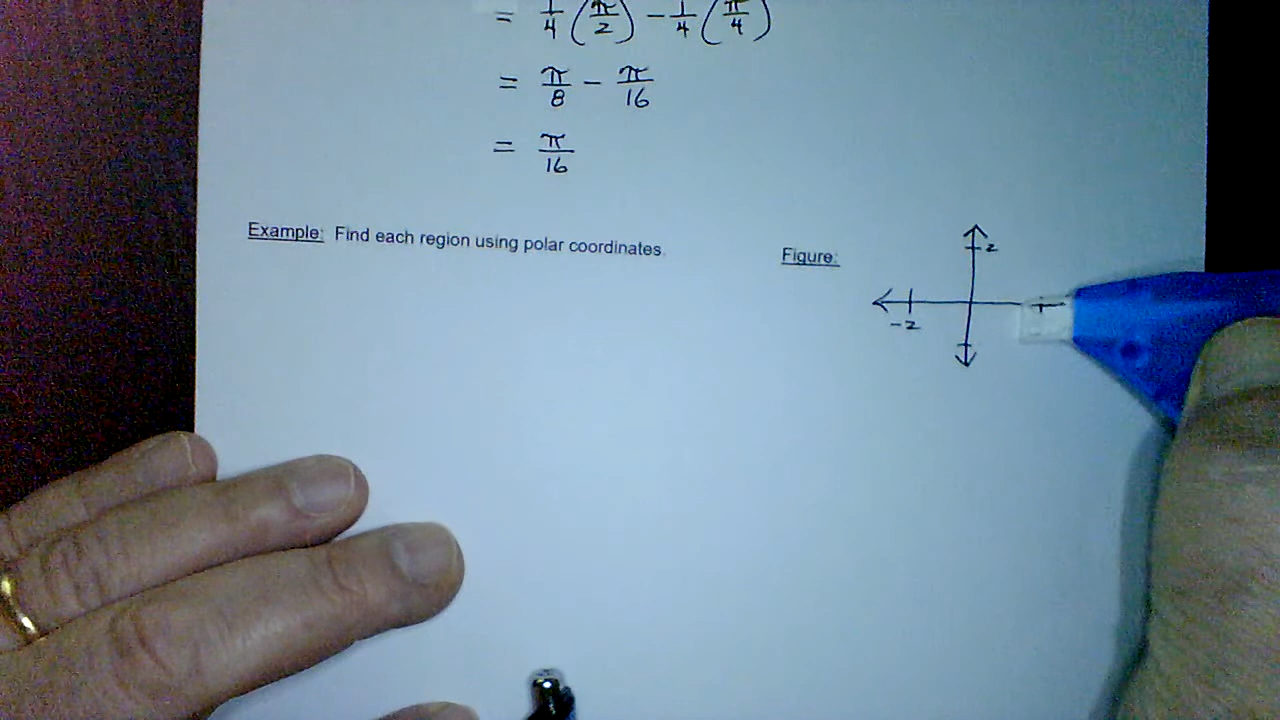 = 1/4 (π/2) - 1/4 (π/4)
= π/8 - π/16
= π/16
Example: Find each region using polar coordinates.
Figure:
2
-2